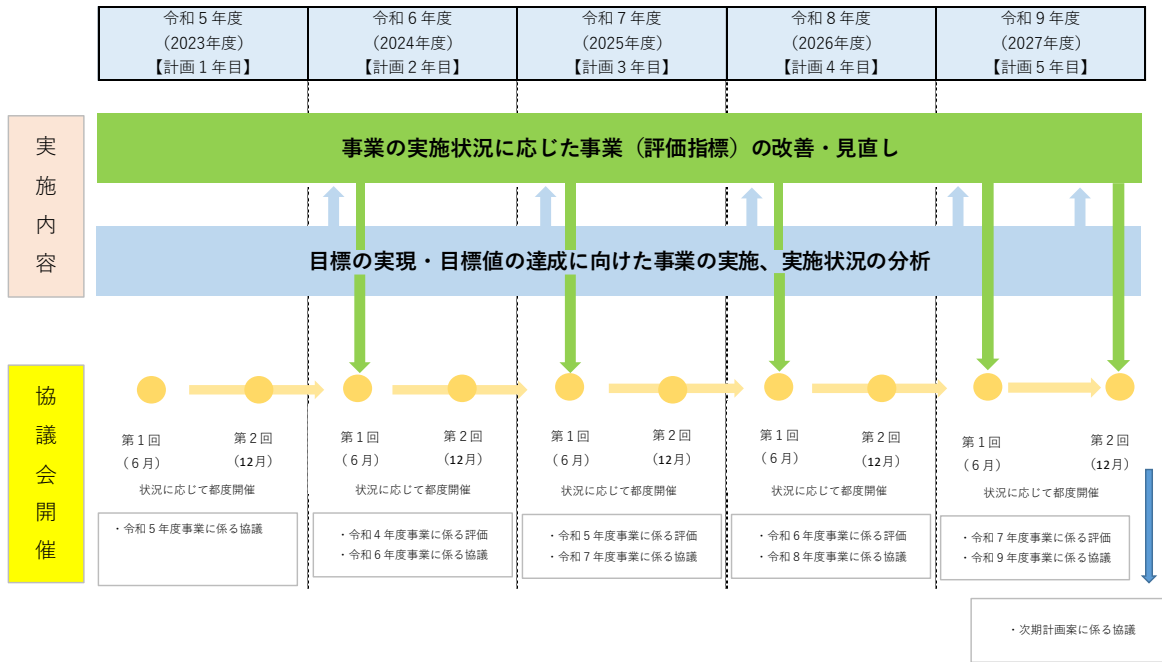 令和５年度
(2023年度)
【計画１年目】
令和６年度
(2024年度)
【計画２年目】
令和７年度
(2025年度)
【計画３年目】
令和８年度
(2026年度)
【計画４年目】
令和９年度
(2027年度)
【計画５年目】
実施内容
事業の実施状況に応じた事業（評価指標）の改善・見直し
目標の実現・目標値の達成に向けた事業の実施、実施状況の分析
協議会開催
第１回
（６月）
第２回
（12月）
状況に応じて都度開催
・令和５年度事業に係る協議
第１回
（６月）
第２回
（12月）
状況に応じて都度開催
・令和４年度事業に係る評価
・令和６年度事業に係る協議
第１回
（６月）
第２回
（12月）
状況に応じて都度開催
・令和５年度事業に係る評価
・令和７年度事業に係る協議
第１回
（６月）
第２回
（12月）
状況に応じて都度開催
・令和６年度事業に係る評価
・令和８年度事業に係る協議
第１回
（６月）
第２回
（12月）
状況に応じて都度開催
・令和７年度事業に係る評価
・令和９年度事業に係る協議
・次期計画案に係る協議